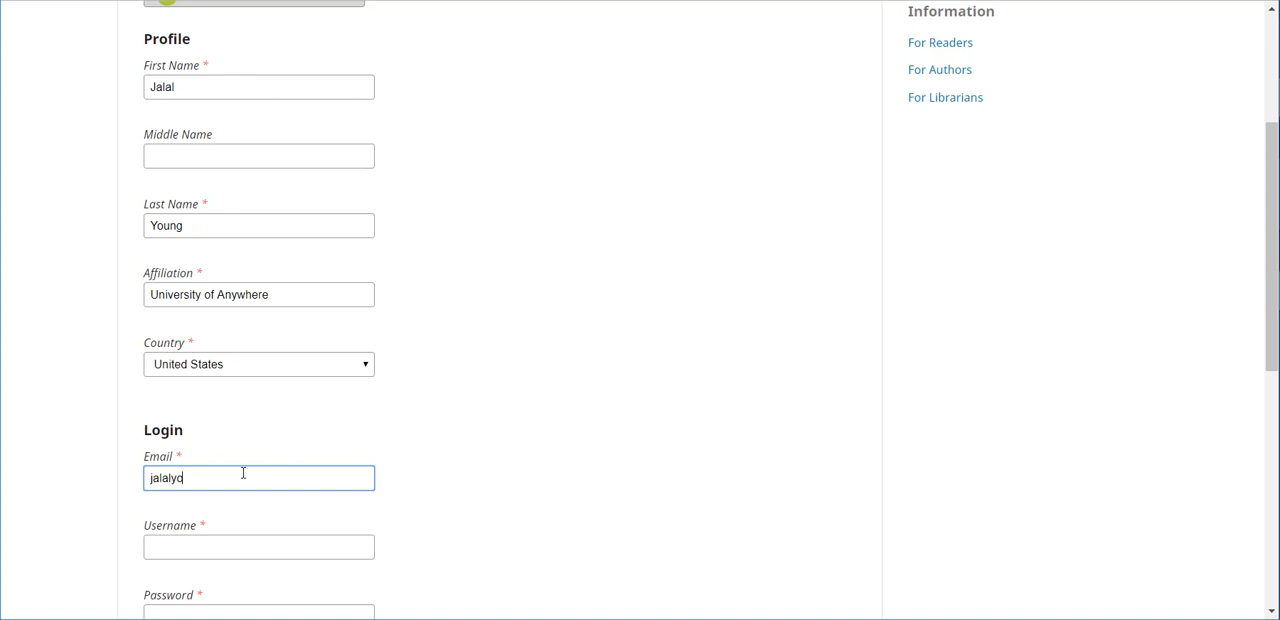 Profile
First Name *
Jalal
Middle Name
Last Name *
Young
Affiliation *
University of Anywhere
Country *
United States
Login
Email *
jalalyo
Username *
Password *
Information
For Readers
For Authors
For Librarians